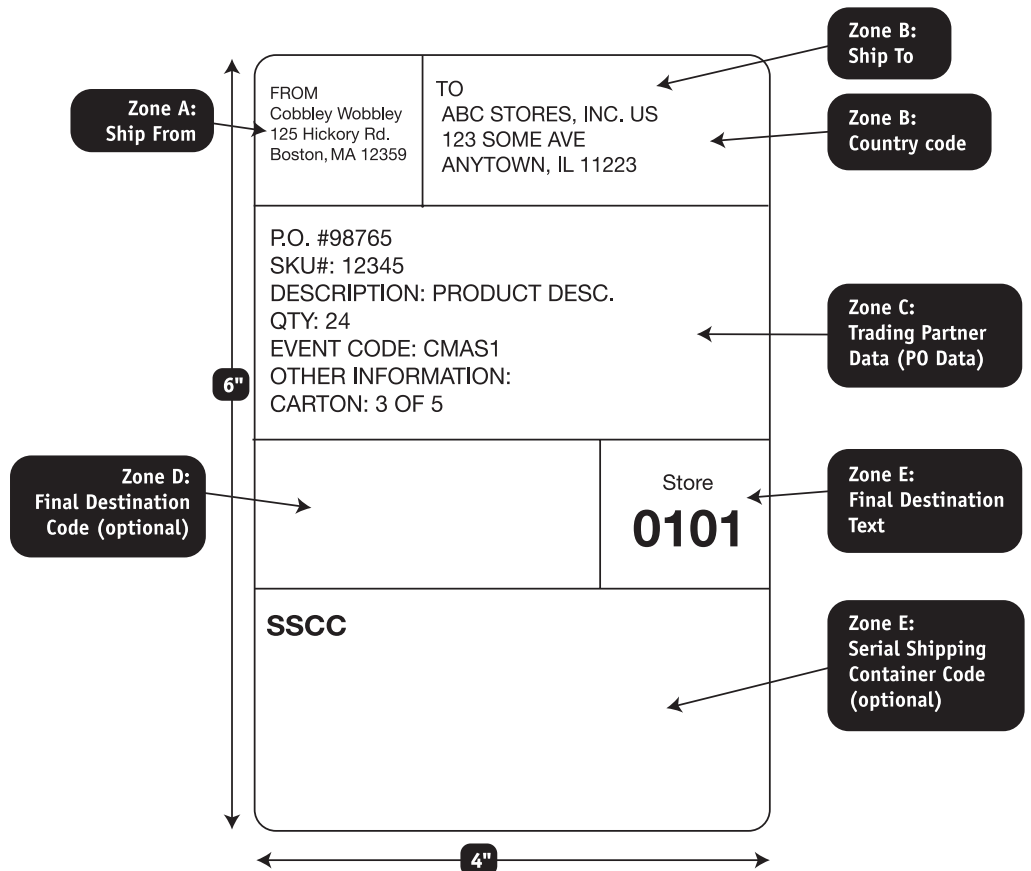 Zone B:
Ship To
Zone A:
Ship From
FROM
Cobbley Wobbley
125 Hickory Rd.
Boston, MA 12359
TO
ABC STORES, INC. US
123 SOME AVE
ANYTOWN, IL 11223
Zone B:
Country code
P.O. #98765
SKU#: 12345
DESCRIPTION: PRODUCT DESC.
QTY: 24
EVENT CODE: CMAS1
OTHER INFORMATION:
CARTON: 3 OF 5
Zone C:
Trading Partner
Data (PO Data)
6"
Zone D:
Final Destination
Code (optional)
Store
0101
Zone E:
Final Destination
Text
SSCC
Zone E:
Serial Shipping
Container Code
(optional)
4"